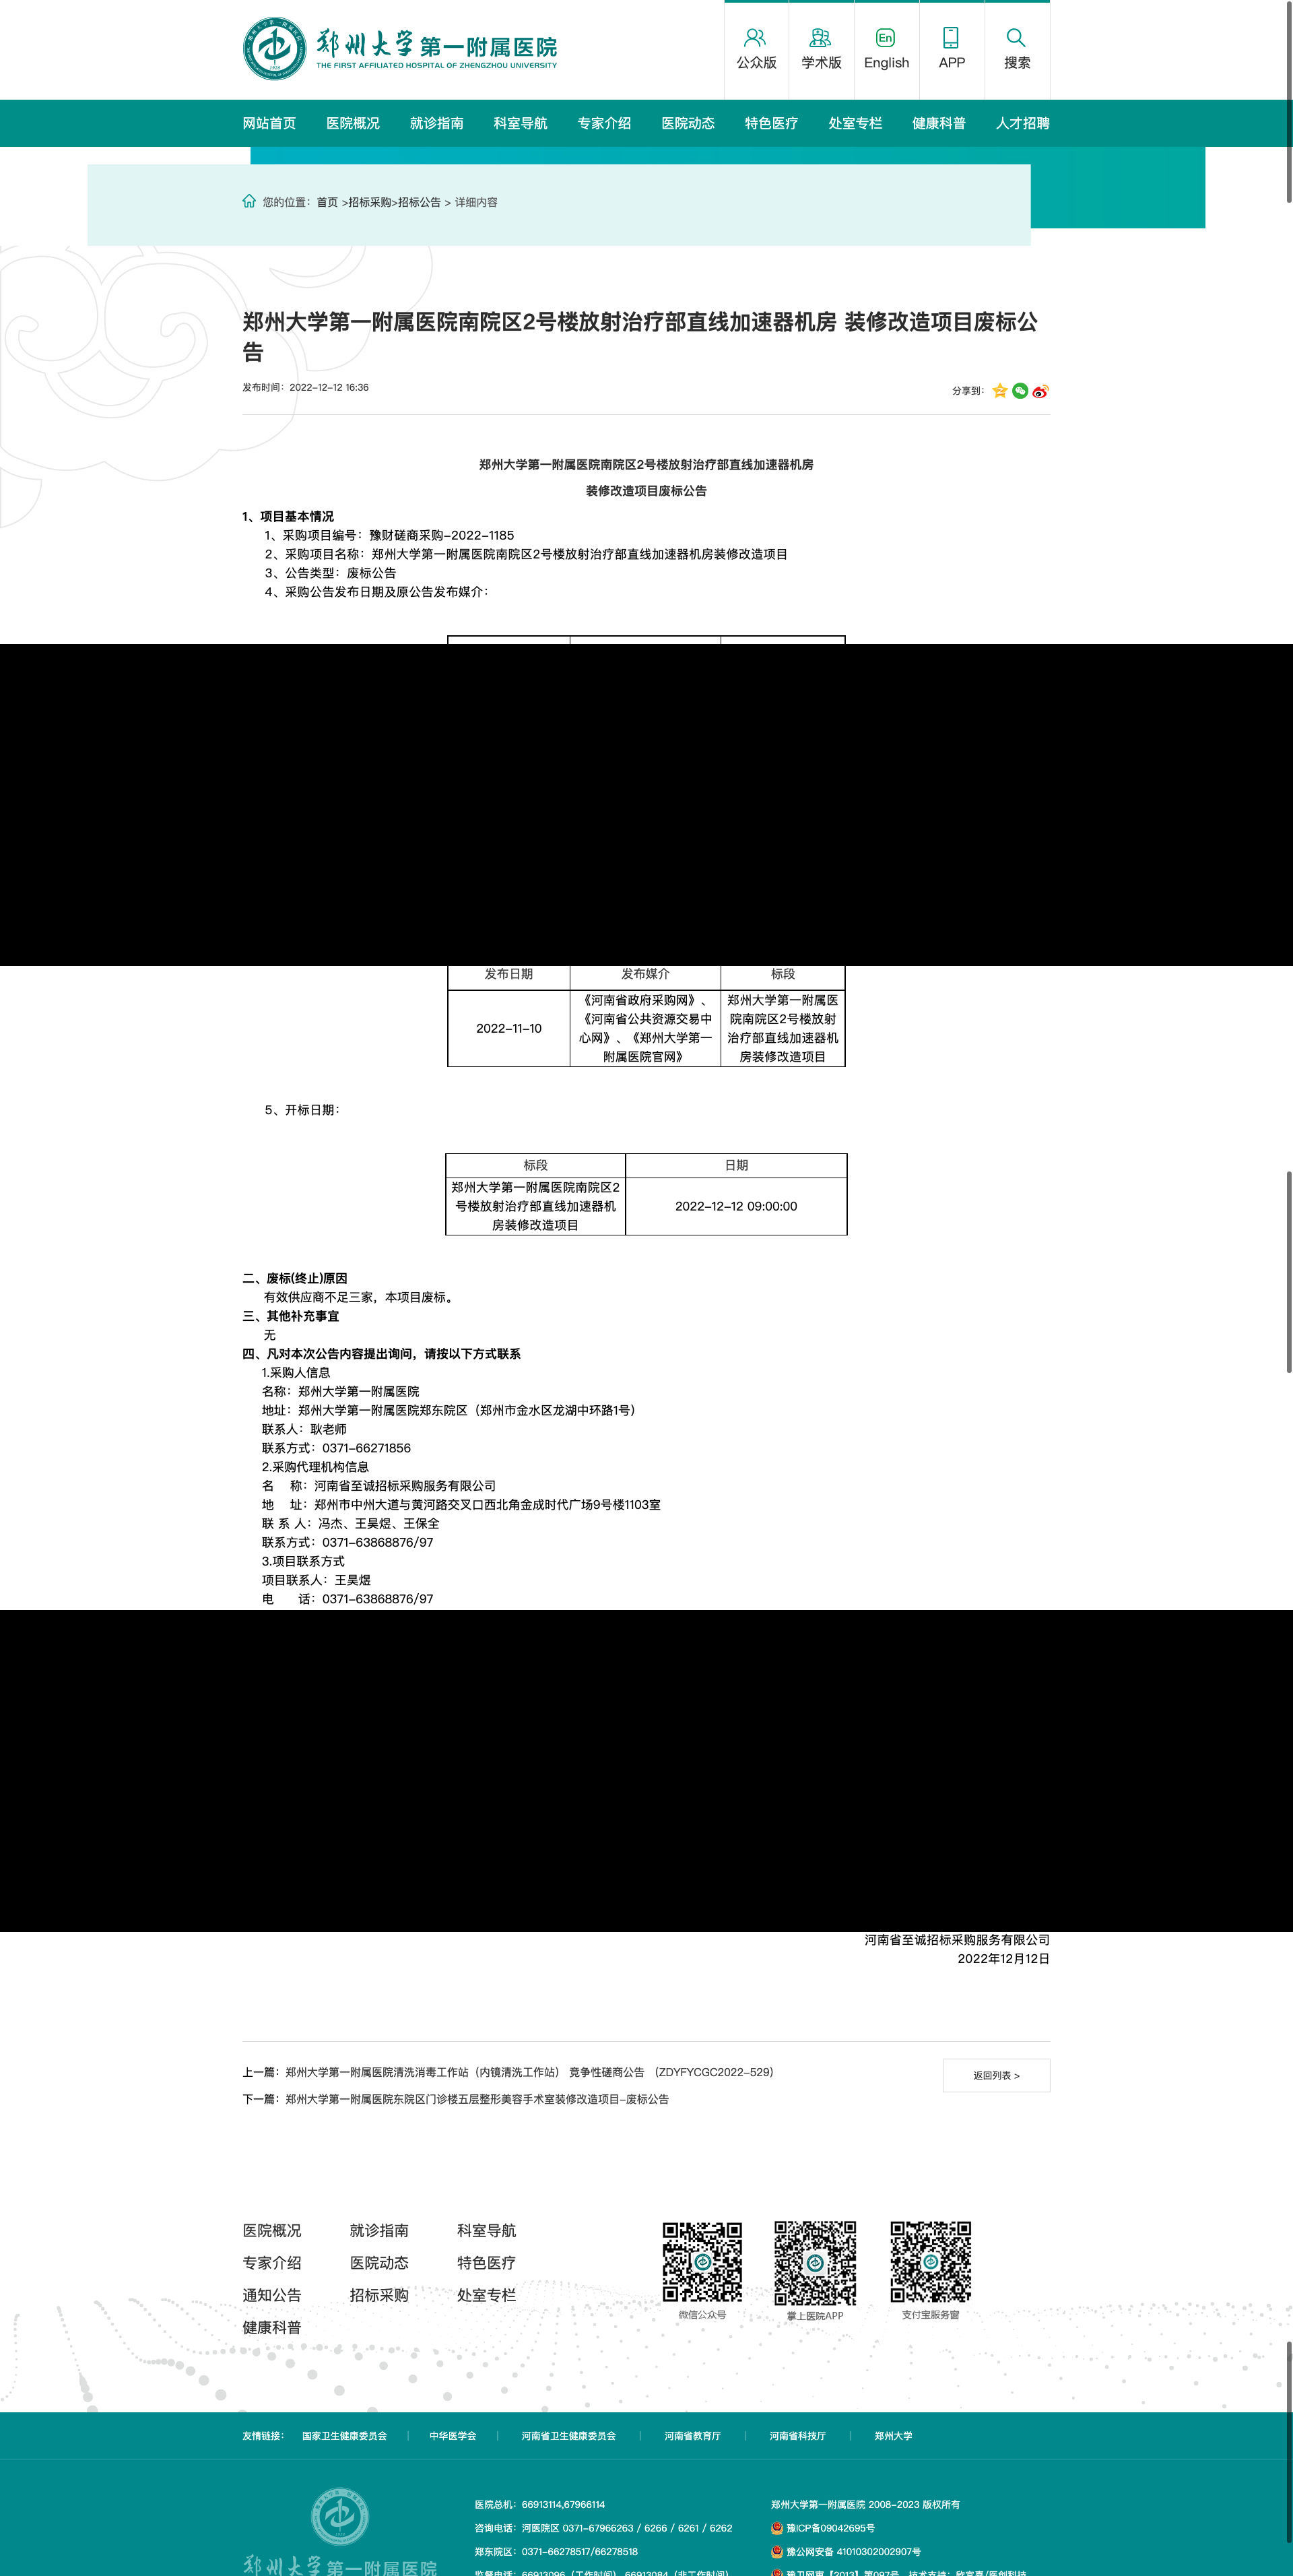 郑州大学第一附属医院
THE FIRST AFFILIATED HOSPITAL OF ZHENGZHOU UNIVERSITY
公众版 学术版 English APP 搜索
网站首页 医院概况 就诊指南 科室导航 专家介绍 医院动态 特色医疗 处室专栏 健康科普 人才招聘
您的位置：首页 >招标采购>招标公告 > 详细内容
郑州大学第一附属医院南院区2号楼放射治疗部直线加速器机房 装修改造项目废标公
告
发布时间：2022-12-12 16:36
分享到：
郑州大学第一附属医院南院区2号楼放射治疗部直线加速器机房
装修改造项目废标公告
1、项目基本情况
1、采购项目编号：豫财磋商采购-2022-1185
2、采购项目名称：郑州大学第一附属医院南院区2号楼放射治疗部直线加速器机房装修改造项目
3、公告类型：废标公告
4、采购公告发布日期及原公告发布媒介：
发布日期 发布媒介 标段
2022-11-10
《河南省政府采购网》、
《河南省公共资源交易中
心网》、《郑州大学第一
附属医院官网》
郑州大学第一附属医
院南院区2号楼放射
治疗部直线加速器机
房装修改造项目
5、开标日期：
标段 日期
郑州大学第一附属医院南院区2
号楼放射治疗部直线加速器机
房装修改造项目
2022-12-12 09:00:00
二、废标(终止)原因
有效供应商不足三家，本项目废标。
三、其他补充事宜
无
四、凡对本次公告内容提出询问，请按以下方式联系
1.采购人信息
名称：郑州大学第一附属医院
地址：郑州大学第一附属医院郑东院区（郑州市金水区龙湖中环路1号）
联系人：耿老师
联系方式：0371-66271856
2.采购代理机构信息
名 称：河南省至诚招标采购服务有限公司
地 址：郑州市中州大道与黄河路交叉口西北角金成时代广场9号楼1103室
联 系 人：冯杰、王昊煜、王保全
联系方式：0371-63868876/97
3.项目联系方式
项目联系人：王昊煜
电 话：0371-63868876/97
河南省至诚招标采购服务有限公司
2022年12月12日
上一篇：郑州大学第一附属医院清洗消毒工作站（内镜清洗工作站） 竞争性磋商公告 （ZDYFYCGC2022-529）
返回列表 >
下一篇：郑州大学第一附属医院东院区门诊楼五层整形美容手术室装修改造项目-废标公告
医院概况 就诊指南 科室导航
专家介绍 医院动态 特色医疗
通知公告 招标采购 处室专栏
健康科普
微信公众号 掌上医院APP 支付宝服务窗
友情链接： 国家卫生健康委员会 | 中华医学会 | 河南省卫生健康委员会 | 河南省教育厅 | 河南省科技厅 | 郑州大学
郑州大学第一附属医院
医院总机：66913114,67966114
咨询电话：河医院区 0371-67966263 / 6266 / 6261 / 6262
郑东院区：0371-66278517/66278518
监督电话：66913096（工作时间） 66913084（非工作时间）
郑州大学第一附属医院 2008-2023 版权所有
豫ICP备09042695号
豫公网安备 41010302002907号
豫卫网审【2013】第097号 技术支持：欣宜嘉/医创科技